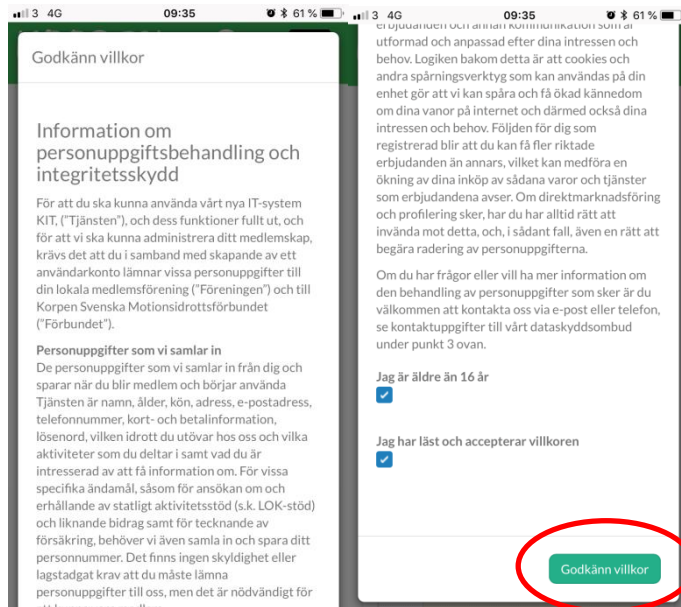 3 4G 09:35 61 %
Godkänn villkor
Information om
personuppgiftsbehandling och
integritetsskydd
För att du ska kunna använda vårt nya IT-system
KIT, ("Tjänsten"), och dess funktioner fullt ut, och
för att vi ska kunna administrera ditt medlemskap,
krävs det att du i samband med skapande av ett
användarkonto lämnar vissa personuppgifter till
din lokala medlemsförening ("Föreningen") och till
Korpen Svenska Motionsidrottsförbundet
("Förbundet").
Personuppgifter som vi samlar in
De personuppgifter som vi samlar in från dig och
sparar när du blir medlem och börjar använda
Tjänsten är namn, ålder, kön, adress, e-postadress,
telefonnummer, kort- och betalinformation,
lösenord, vilken idrott du utövar hos oss och vilka
aktiviteter som du deltar i samt vad du är
intresserad av att få information om. För vissa
specifika ändamål, såsom för ansökan om och
erhållande av statligt aktivitetsstöd (s.k. LOK-stöd)
och liknande bidrag samt för tecknande av
försäkring, behöver vi även samla in och spara ditt
personnummer. Det finns ingen skyldighet eller
lagstadgat krav att du måste lämna
personuppgifter till oss, men det är nödvändigt för
3 4G 09:35 61 %
erbjudanden och annan kommunikation som är
utformad och anpassad efter dina intressen och
behov. Logiken bakom detta är att cookies och
andra spårningsverktyg som kan användas på din
enhet gör att vi kan spåra och få ökad kännedom
om dina vanor på internet och därmed också dina
intressen och behov. Följden för dig som
registrerad blir att du kan få fler riktade
erbjudanden än annars, vilket kan medföra en
ökning av dina inköp av sådana varor och tjänster
som erbjudandena avser. Om direktmarknadsföring
och profilering sker, har du har alltid rätt att
invända mot detta, och, i sådant fall, även en rätt att
begära radering av personuppgifterna.
Om du har frågor eller vill ha mer information om
den behandling av personuppgifter som sker är du
välkommen att kontakta oss via e-post eller telefon,
se kontaktuppgifter till vårt dataskyddsombud
under punkt 3 ovan.
Jag är äldre än 16 år
Jag har läst och accepterar villkoren
Godkänn villkor